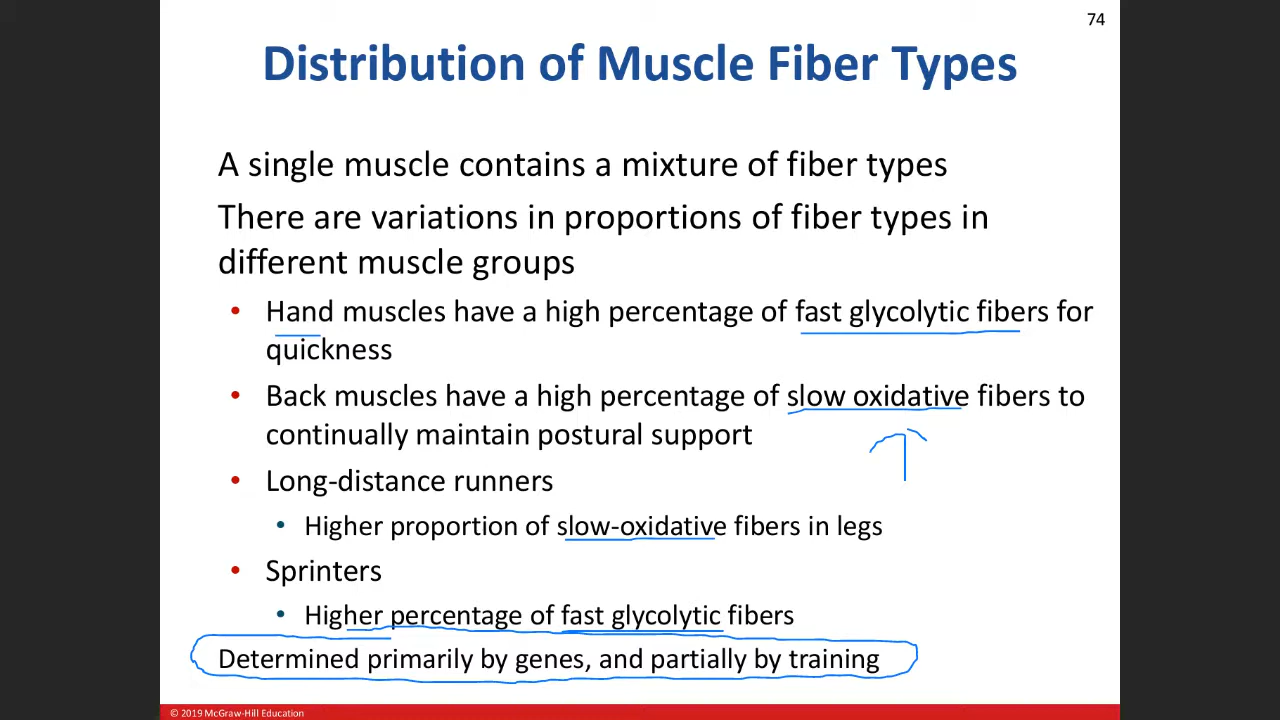 74
Distribution of Muscle Fiber Types
A single muscle contains a mixture of fiber types
There are variations in proportions of fiber types in
different muscle groups
• Hand muscles have a high percentage of fast glycolytic fibers for
quickness
• Back muscles have a high percentage of slow oxidative fibers to
continually maintain postural support
• Long-distance runners
• Higher proportion of slow-oxidative fibers in legs
• Sprinters
• Higher percentage of fast glycolytic fibers
Determined primarily by genes, and partially by training
© 2019 McGraw-Hill Education